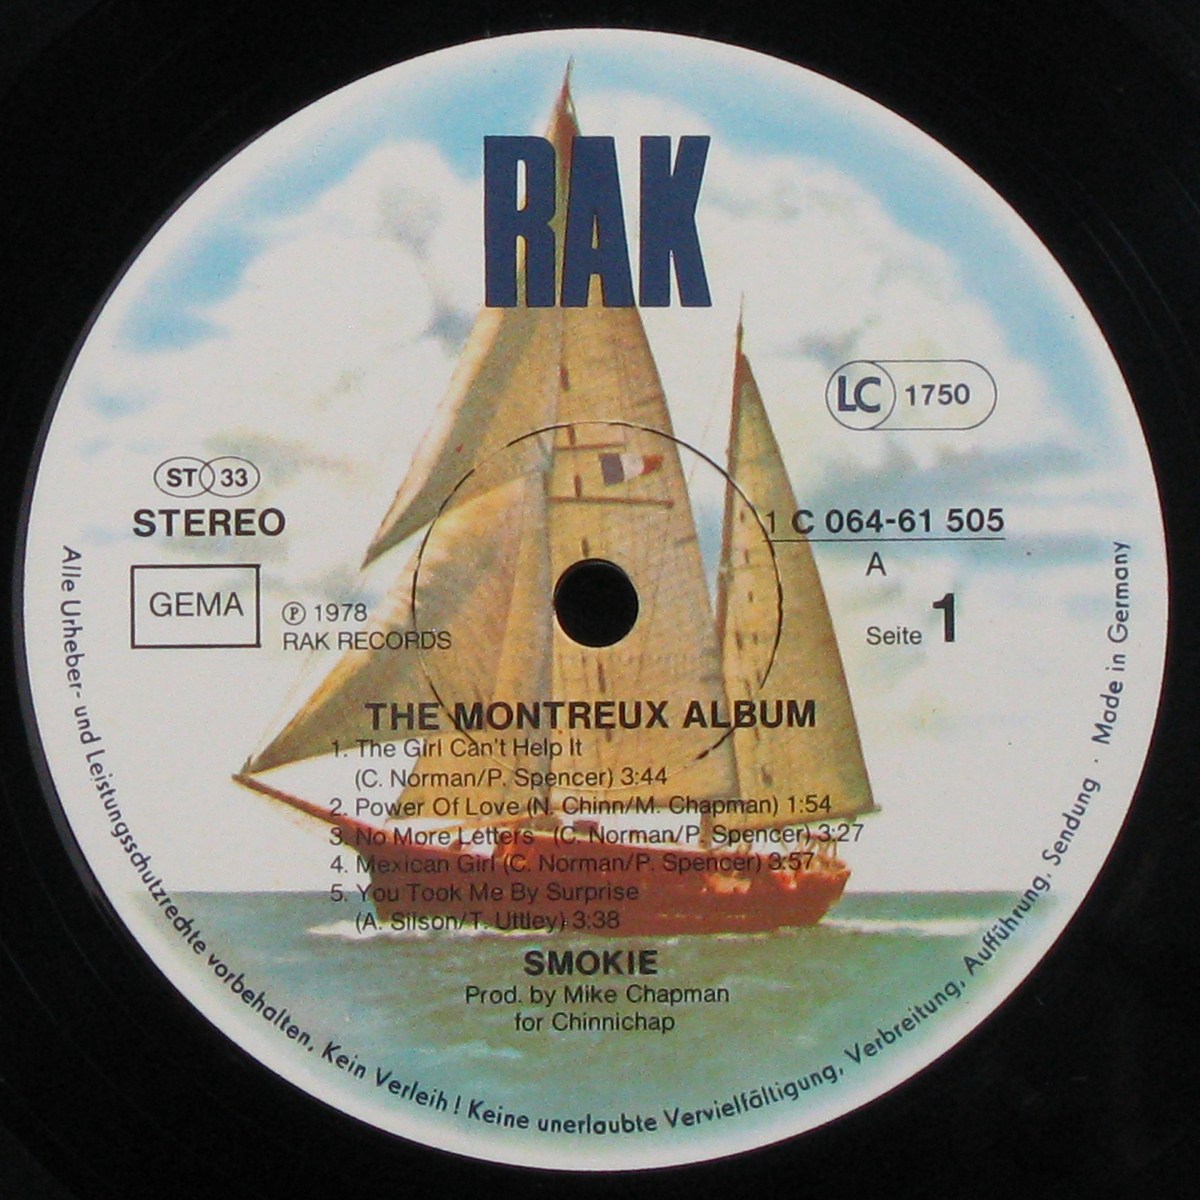 RAK
LC 1750
ST 33
STEREO
1 C 064-61 505
A
GEMA
Ⓟ 1978
RAK RECORDS
Seite 1
THE MONTREUX ALBUM
1. The Girl Can't Help It
(C. Norman/P. Spencer) 3:44
2. Power Of Love (N. Chinn/M. Chapman) 1:54
3. No More Letters (C. Norman/P. Spencer) 3:27
4. Mexican Girl (C. Norman/P. Spencer) 3:57
5. You Took Me By Surprise
(A. Silson/T. Uttley) 3:38
SMOKIE
Prod. by Mike Chapman
for Chinnichap
Alle Urheber- und Leistungsschutzrechte vorbehalten, Kein Verleih! Keine unerlaubte Vervielfältigung, Verbreitung, Aufführung, Sendung · Made in Germany